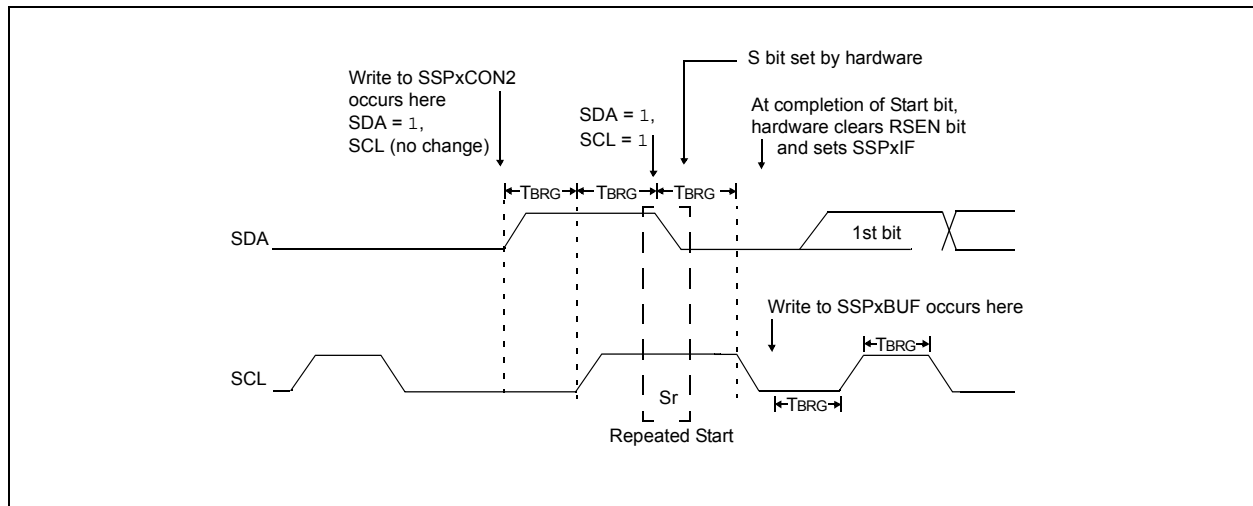 S bit set by hardware
Write to SSPxCON2
occurs here
SDA = 1,
SCL (no change)
SDA = 1,
SCL = 1
At completion of Start bit,
hardware clears RSEN bit
and sets SSPxIF
TBRG
TBRG
TBRG
SDA
1st bit
Write to SSPxBUF occurs here
TBRG
SCL
Sr
TBRG
Repeated Start